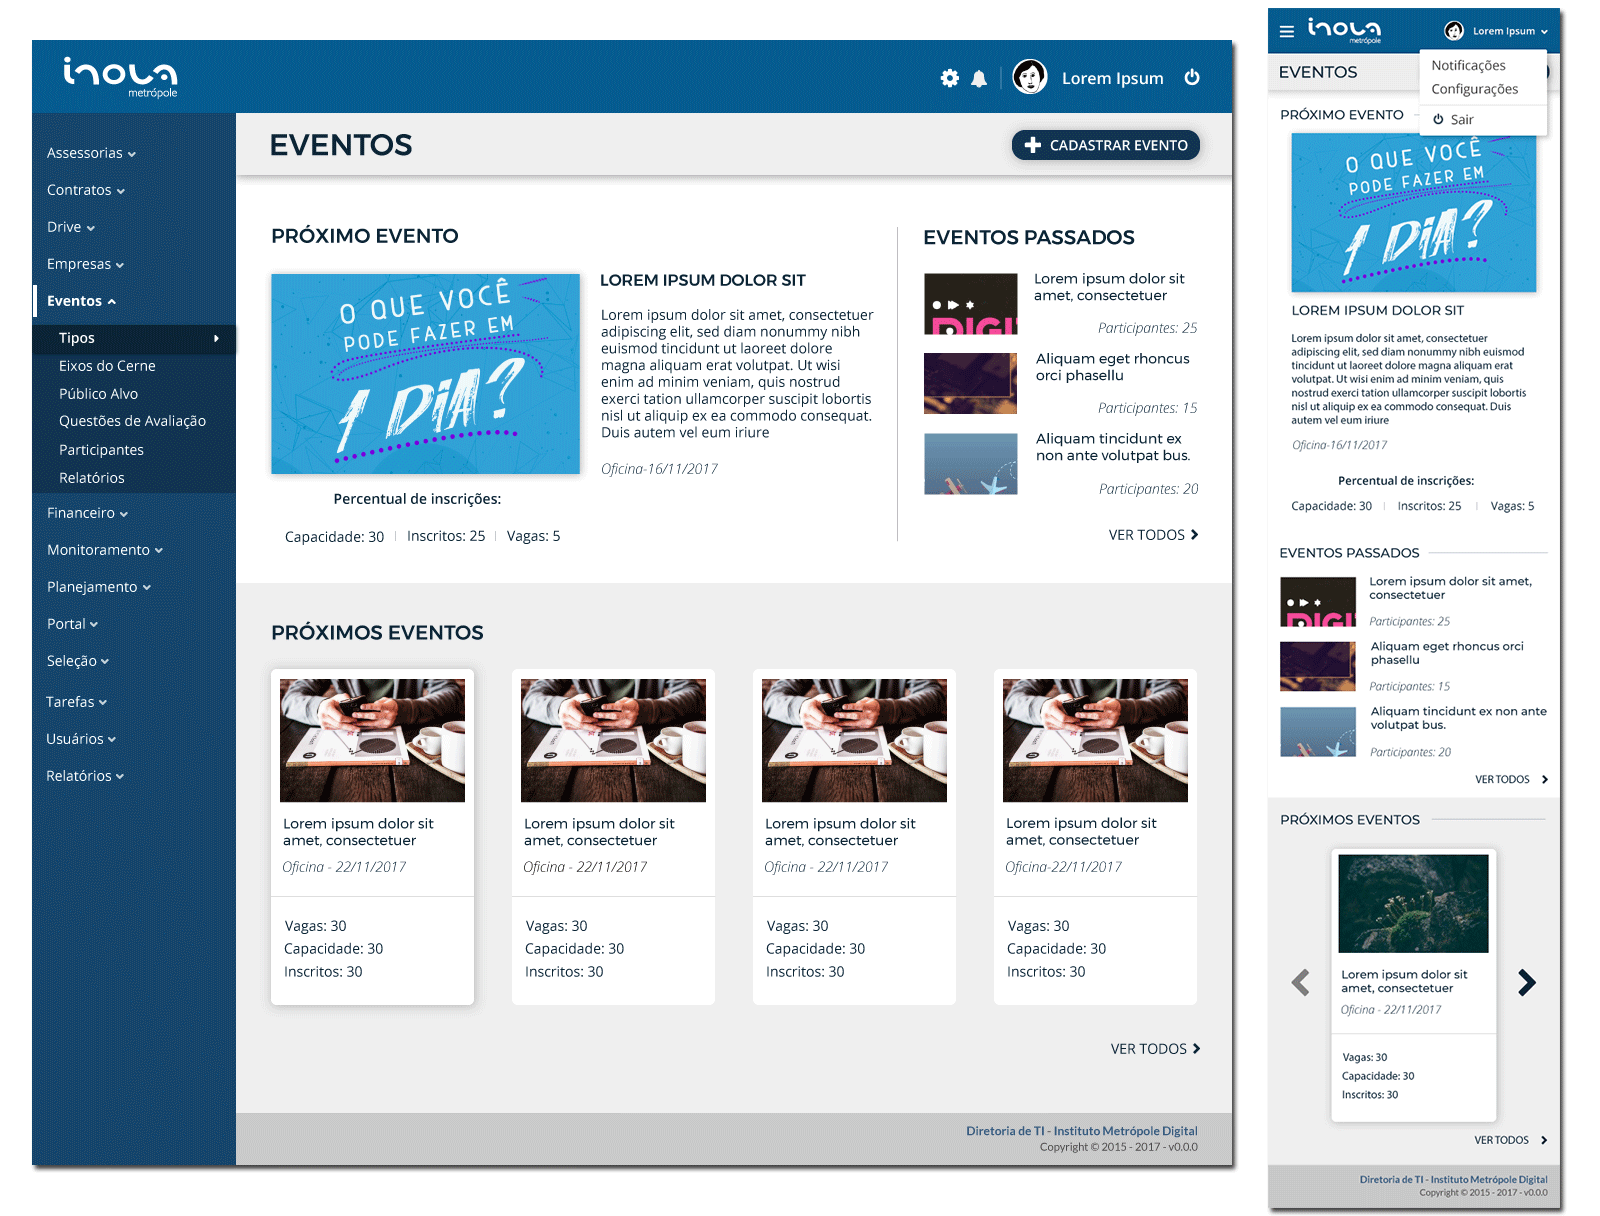 inova
metrópole
Lorem Ipsum
Assessorias
Contratos
Drive
Empresas
Eventos
Tipos
Eixos do Cerne
Público Alvo
Questões de Avaliação
Participantes
Relatórios
Financeiro
Monitoramento
Planejamento
Portal
Seleção
Tarefas
Usuários
Relatórios
EVENTOS
CADASTRAR EVENTO
PRÓXIMO EVENTO
O QUE VOCÊ
PODE FAZER EM
1 DIA?
Percentual de inscrições:
Capacidade: 30
Inscritos: 25
Vagas: 5
LOREM IPSUM DOLOR SIT
Lorem ipsum dolor sit amet, consectetuer
adipiscing elit, sed diam nonummy nibh
euismod tincidunt ut laoreet dolore
magna aliquam erat volutpat. Ut wisi
enim ad minim veniam, quis nostrud
exerci tation ullamcorper suscipit lobortis
nisl ut aliquip ex ea commodo consequat.
Duis autem vel eum iriure
Oficina-16/11/2017
EVENTOS PASSADOS
DIGI
Lorem ipsum dolor sit
amet, consectetuer
Participantes: 25
Aliquam eget rhoncus
orci phasellu
Participantes: 15
Aliquam tincidunt ex
non ante volutpat bus.
Participantes: 20
VER TODOS
PRÓXIMOS EVENTOS
Lorem ipsum dolor sit
amet, consectetuer
Oficina - 22/11/2017
Vagas: 30
Capacidade: 30
Inscritos: 30
Lorem ipsum dolor sit
amet, consectetuer
Oficina - 22/11/2017
Vagas: 30
Capacidade: 30
Inscritos: 30
Lorem ipsum dolor sit
amet, consectetuer
Oficina - 22/11/2017
Vagas: 30
Capacidade: 30
Inscritos: 30
Lorem ipsum dolor sit
amet, consectetuer
Oficina-22/11/2017
Vagas: 30
Capacidade: 30
Inscritos: 30
VER TODOS
Diretoria de TI - Instituto Metrópole Digital
Copyright © 2015 - 2017 - v0.0.0
inova
metrópole
Lorem Ipsum
Notificações
Configurações
Sair
EVENTOS
PRÓXIMO EVENTO
O QUE VOCÊ
PODE FAZER EM
1 DIA?
LOREM IPSUM DOLOR SIT
Lorem ipsum dolor sit amet, consectetuer
adipiscing elit, sed diam nonummy nibh euismod
tincidunt ut laoreet dolore magna aliquam erat
volutpat. Ut wisi enim ad minim veniam, quis
nostrud exerci tation ullamcorper suscipit lobortis
nisl ut aliquip ex ea commodo consequat. Duis
autem vel eum iriure
Oficina-16/11/2017
Percentual de inscrições:
Capacidade: 30
Inscritos: 25
Vagas: 5
EVENTOS PASSADOS
DIGI
Lorem ipsum dolor sit amet,
consectetuer
Participantes: 25
Aliquam eget rhoncus orci
phasellu
Participantes: 15
Aliquam tincidunt ex non ante
volutpat bus.
Participantes: 20
VER TODOS
PRÓXIMOS EVENTOS
Lorem ipsum dolor sit
amet, consectetuer
Oficina - 22/11/2017
Vagas: 30
Capacidade: 30
Inscritos: 30
VER TODOS
Diretoria de TI - Instituto Metrópole Digital
Copyright © 2015 - 2017 - v0.0.0